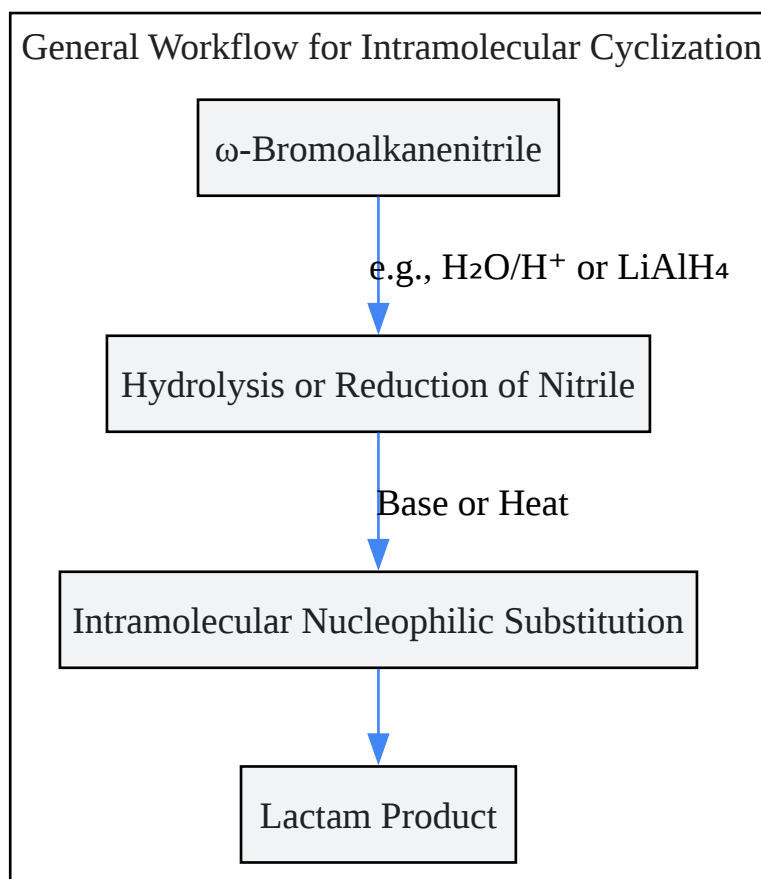 General Workflow for Intramolecular Cyclization
ω-Bromoalkanenitrile
e.g., H₂O/H⁺ or LiAlH₄
Hydrolysis or Reduction of Nitrile
Base or Heat
Intramolecular Nucleophilic Substitution
Lactam Product